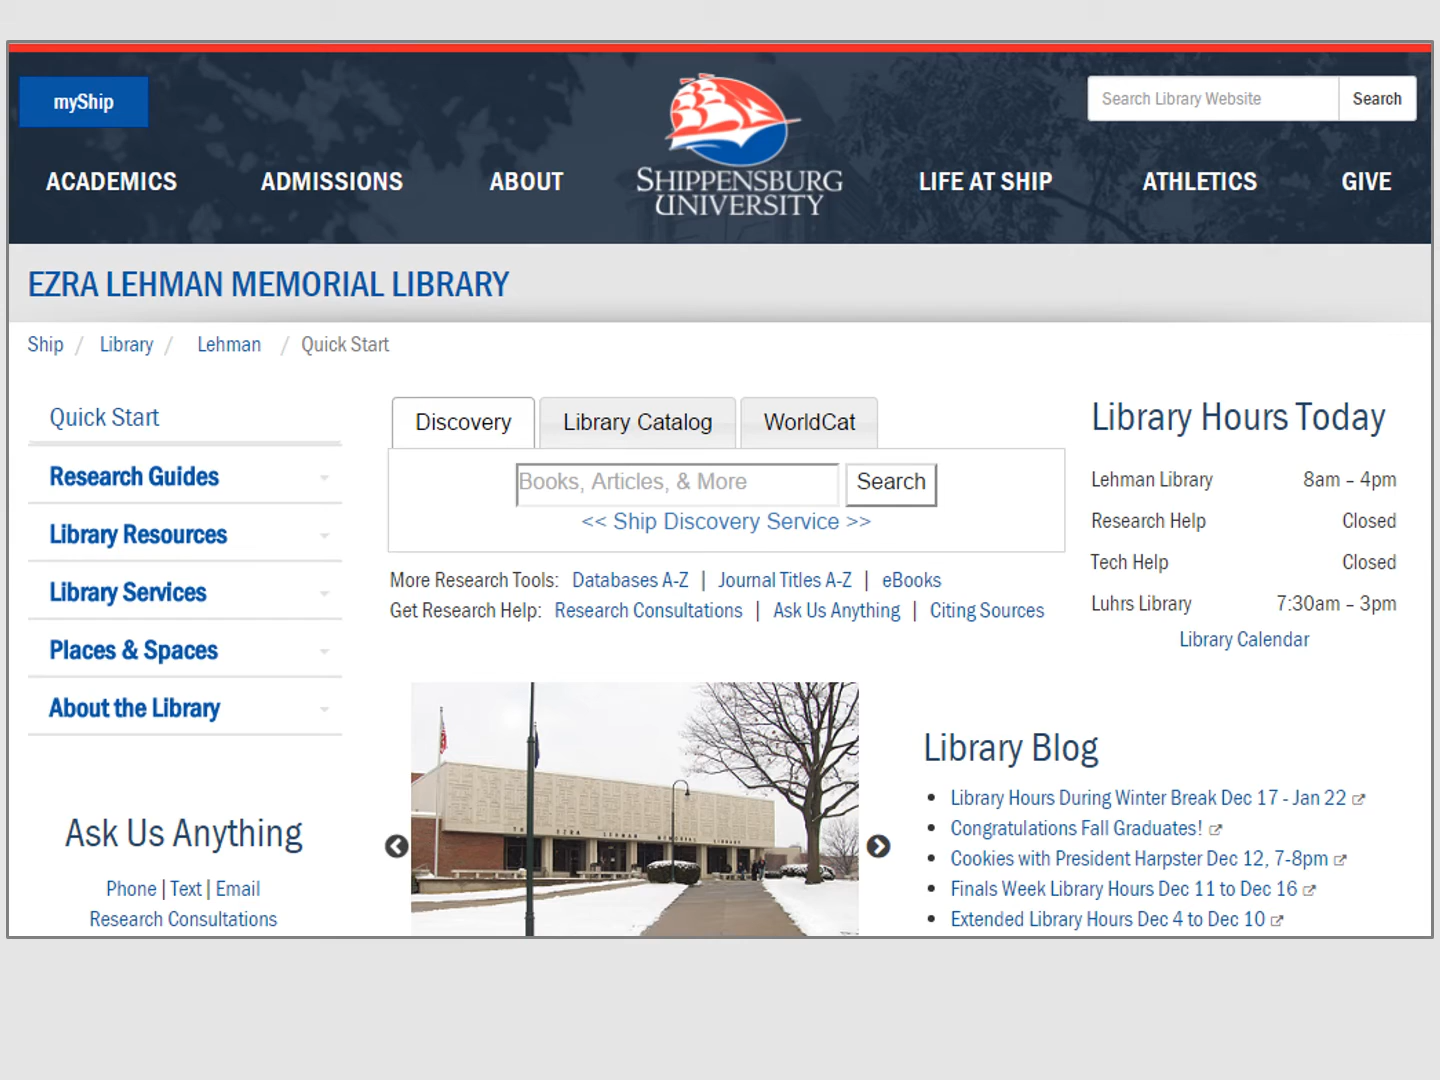 myShip
Search Library Website
Search
ACADEMICS
ADMISSIONS
ABOUT
SHIPPENSBURG
UNIVERSITY
LIFE AT SHIP
ATHLETICS
GIVE
EZRA LEHMAN MEMORIAL LIBRARY
Ship / Library / Lehman / Quick Start
Quick Start
Research Guides
Library Resources
Library Services
Places & Spaces
About the Library
Ask Us Anything
Phone | Text | Email
Research Consultations
Discovery
Library Catalog
WorldCat
Books, Articles, & More
Search
<< Ship Discovery Service >>
More Research Tools: Databases A-Z | Journal Titles A-Z | eBooks
Get Research Help: Research Consultations | Ask Us Anything | Citing Sources
THE EZRA LEHMAN MEMORIAL LIBRARY
Library Hours Today
Lehman Library 8am – 4pm
Research Help Closed
Tech Help Closed
Luhrs Library 7:30am – 3pm
Library Calendar
Library Blog
Library Hours During Winter Break Dec 17 - Jan 22
Congratulations Fall Graduates!
Cookies with President Harpster Dec 12, 7-8pm
Finals Week Library Hours Dec 11 to Dec 16
Extended Library Hours Dec 4 to Dec 10